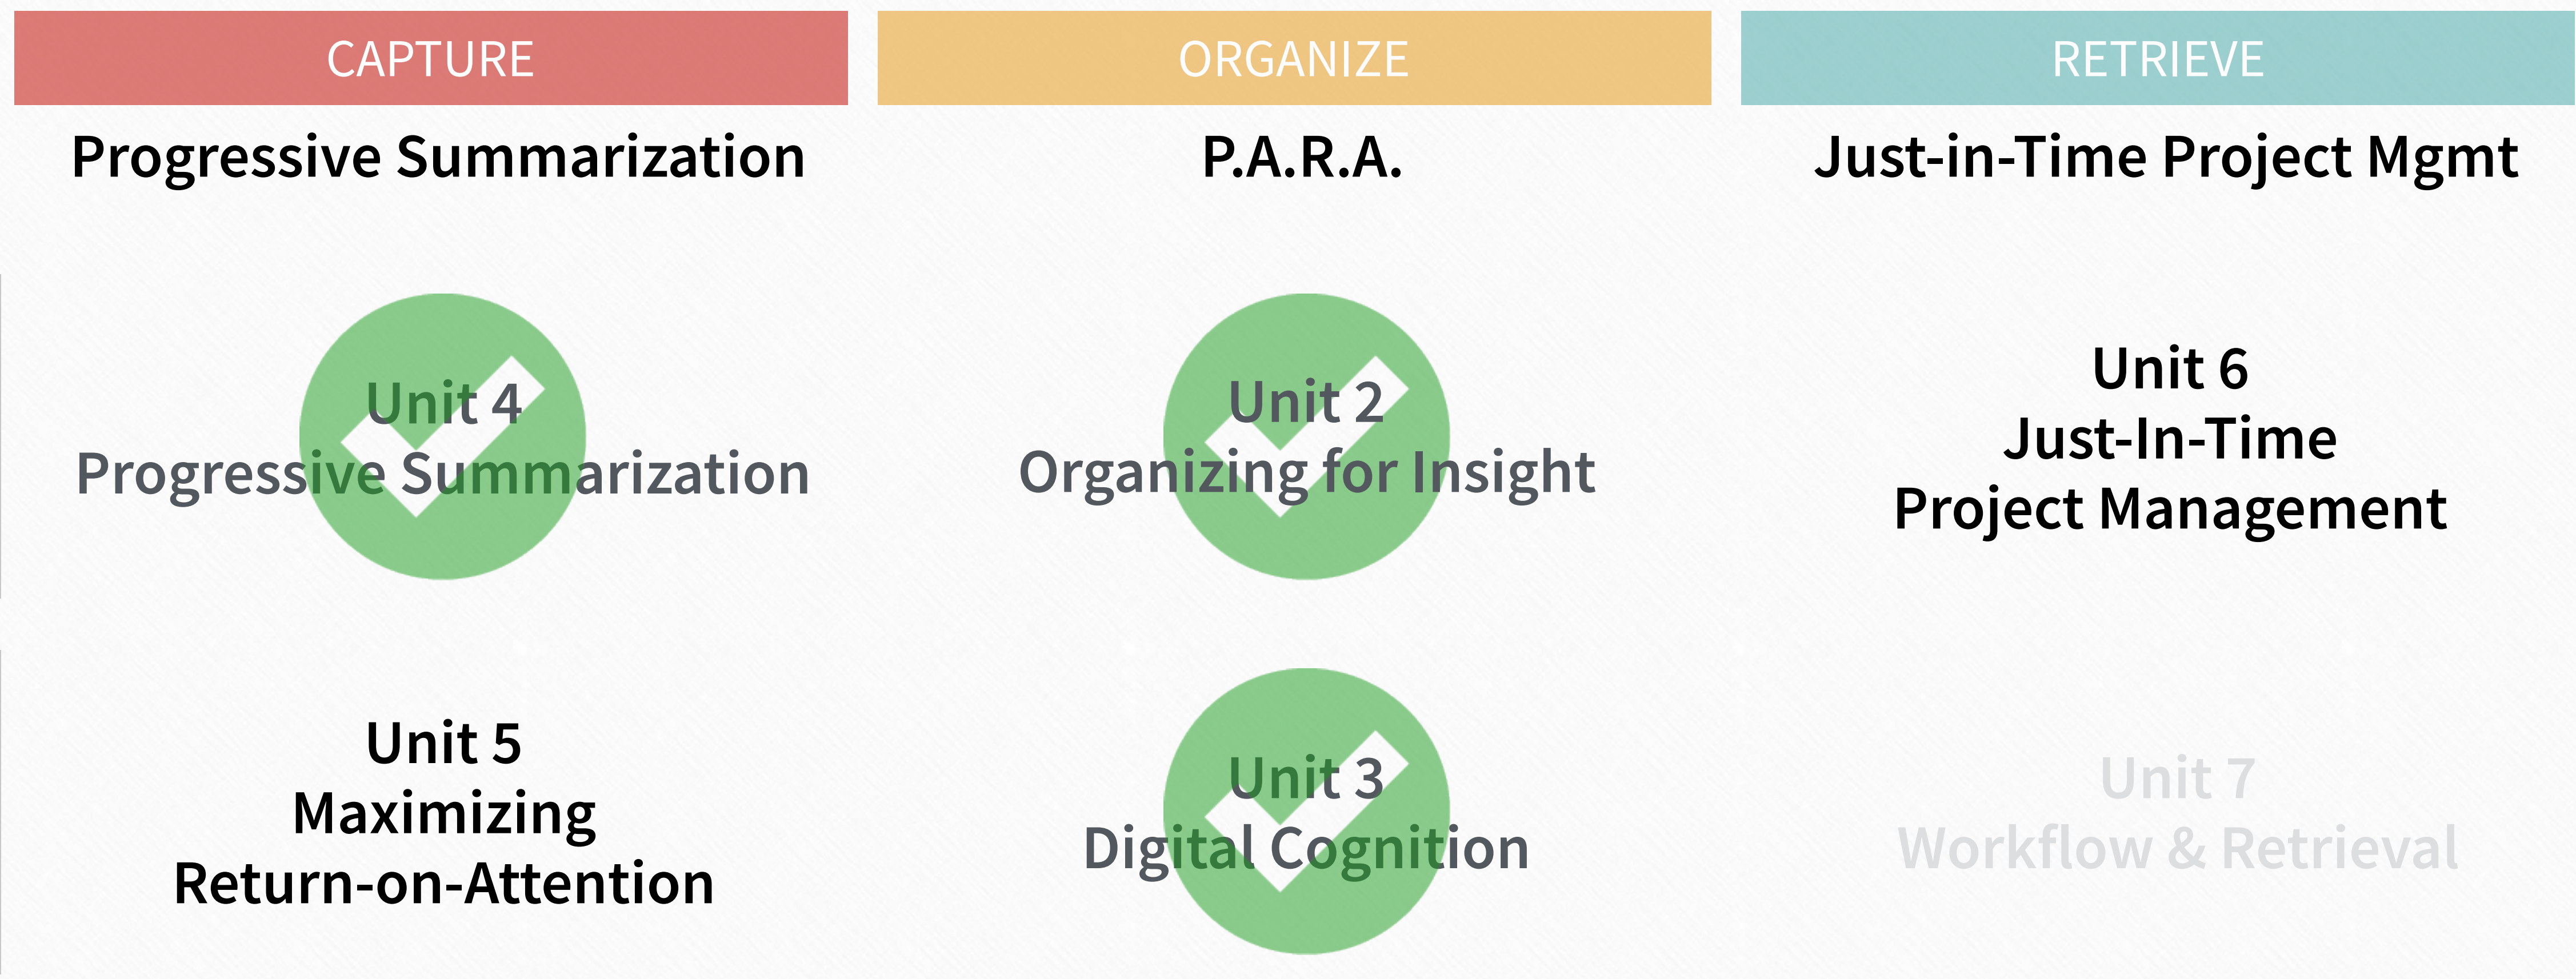 CAPTURE
ORGANIZE
RETRIEVE
Progressive Summarization
P.A.R.A.
Just-in-Time Project Mgmt
Unit 4
Progressive Summarization
Unit 2
Organizing for Insight
Unit 6
Just-In-Time
Project Management
Unit 5
Maximizing
Return-on-Attention
Unit 3
Digital Cognition
Unit 7
Workflow & Retrieval